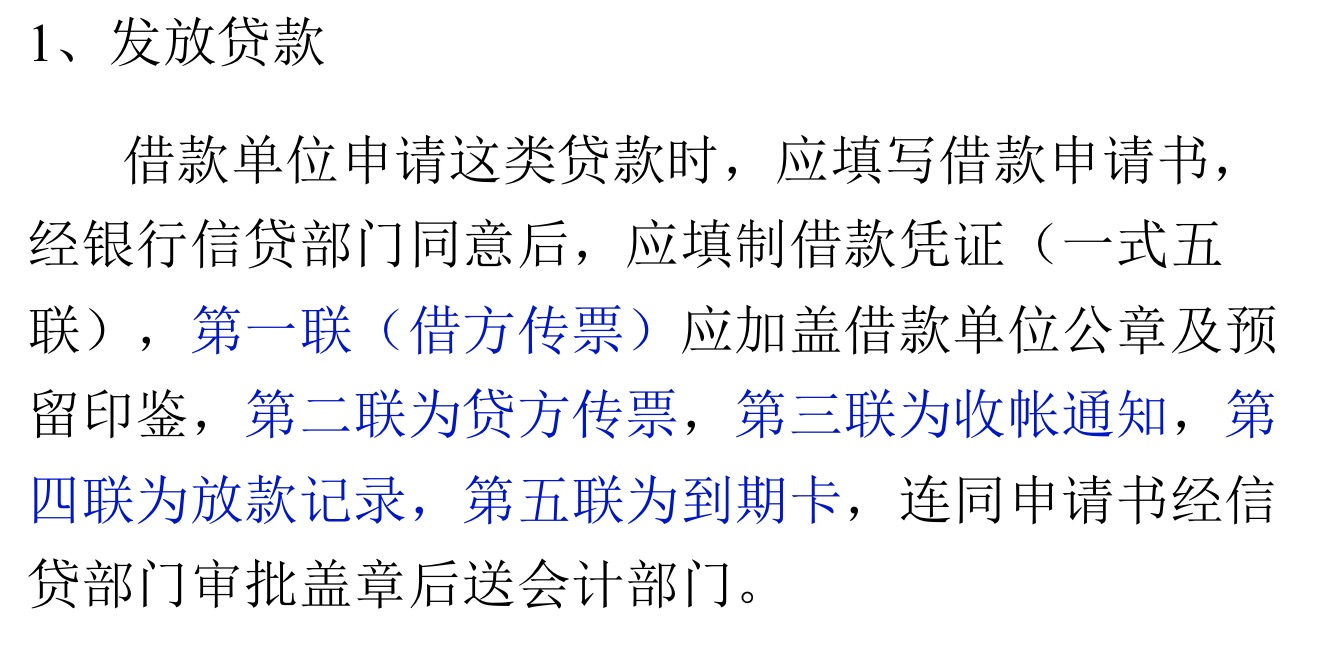 1、发放贷款
借款单位申请这类贷款时，应填写借款申请书，
经银行信贷部门同意后，应填制借款凭证（一式五
联），第一联（借方传票）应加盖借款单位公章及预
留印鉴，第二联为贷方传票，第三联为收帐通知，第
四联为放款记录，第五联为到期卡，连同申请书经信
贷部门审批盖章后送会计部门。